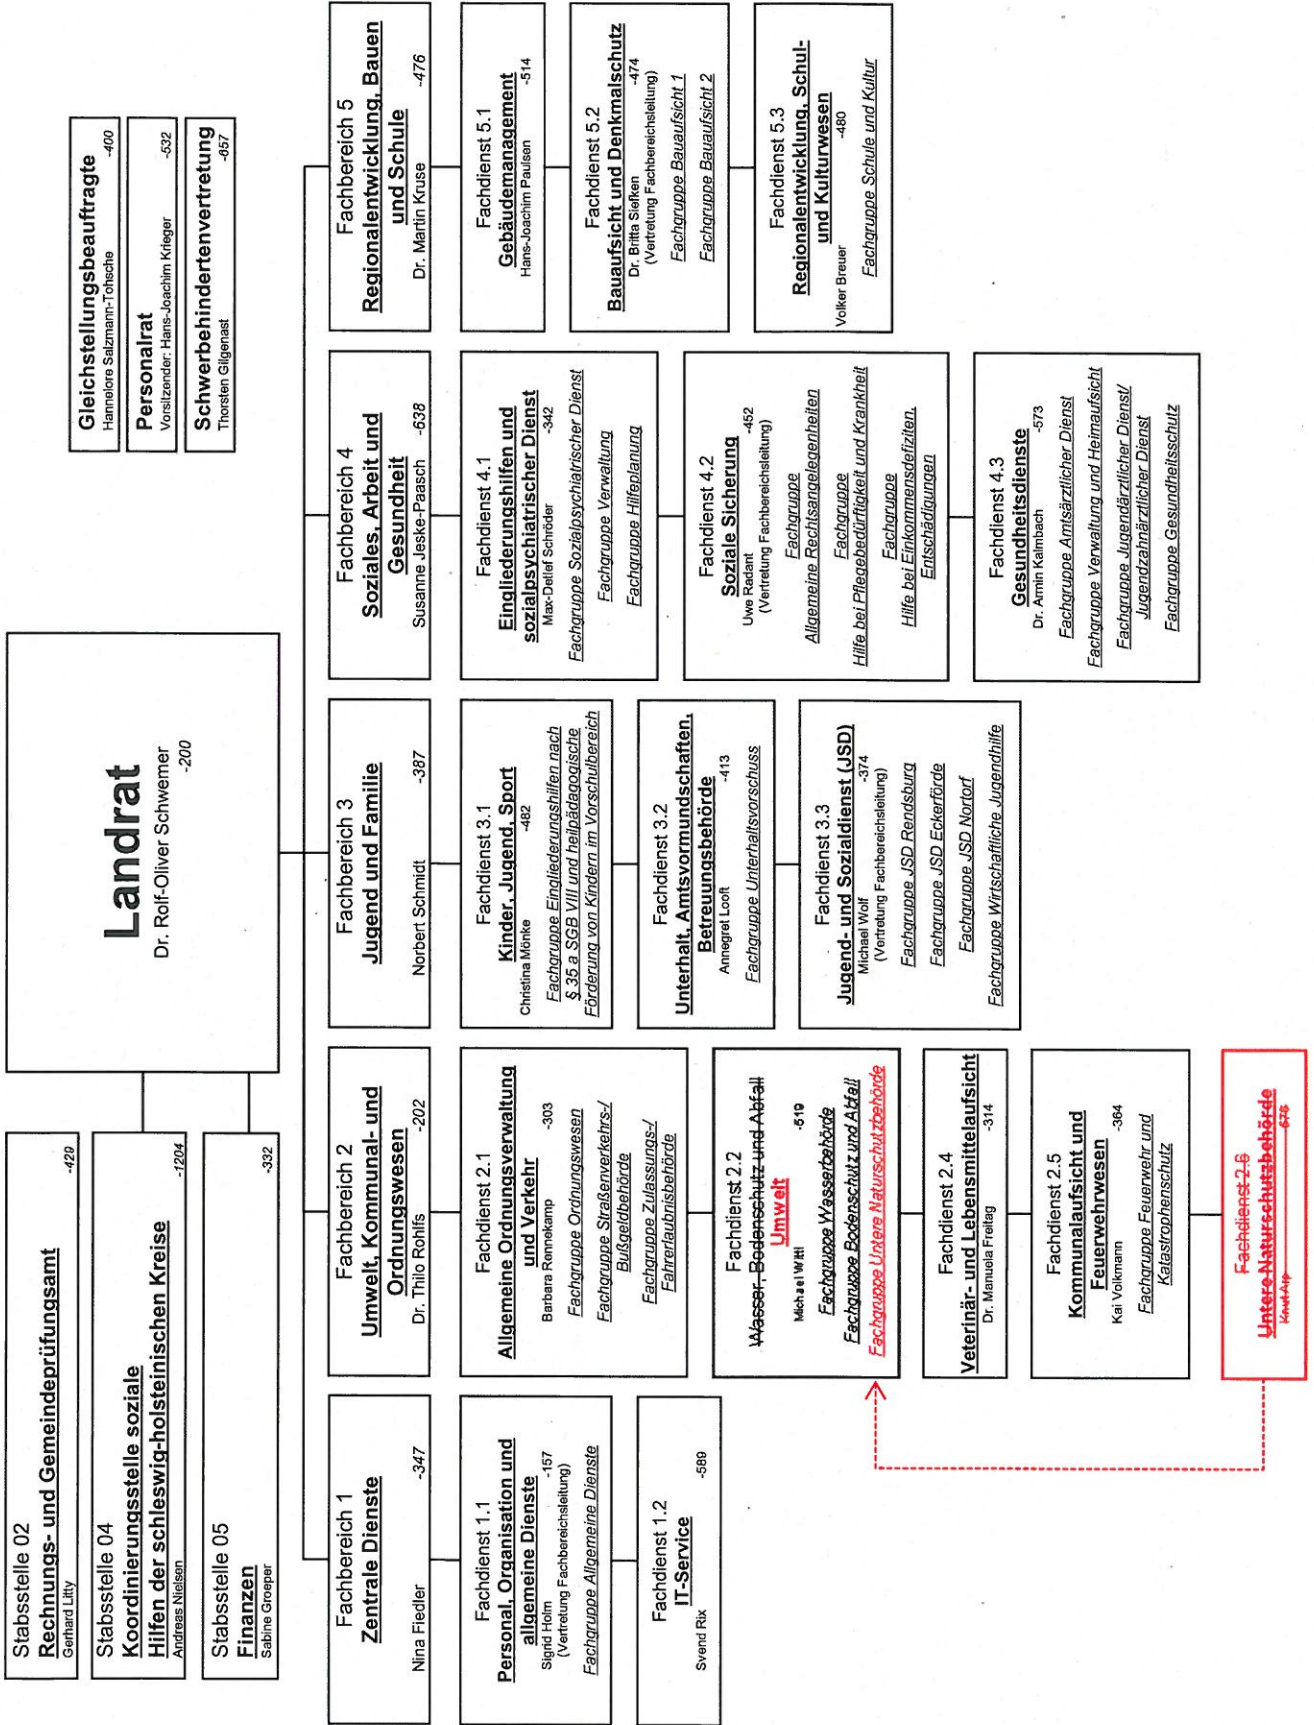 Stabsstelle 02
Rechnungs- und Gemeindeprüfungsamt
Gerhard Litty -429
Stabsstelle 04
Koordinierungsstelle soziale
Hilfen der schleswig-holsteinischen Kreise
Andreas Nielsen -1204
Stabsstelle 05
Finanzen
Sabine Groeper -332
Landrat
Dr. Rolf-Oliver Schwemer
-200
Gleichstellungsbeauftragte
Hannelore Salzmann-Tohsche -400
Personalrat
Vorsitzender: Hans-Joachim Krieger -532
Schwerbehindertenvertretung
Thorsten Gilgenast -657
Fachbereich 1
Zentrale Dienste
Nina Fiedler -347
Fachdienst 1.1
Personal, Organisation und
allgemeine Dienste
Sigrid Holm -157
(Vertretung Fachbereichsleitung)
Fachgruppe Allgemeine Dienste
Fachdienst 1.2
IT-Service
Svend Rix -589
Fachbereich 2
Umwelt, Kommunal- und
Ordnungswesen
Dr. Thilo Rohlfs -202
Fachdienst 2.1
Allgemeine Ordnungsverwaltung
und Verkehr
Barbara Rennekamp -303
Fachgruppe Ordnungswesen
Fachgruppe Straßenverkehrs-/
Bußgeldbehörde
Fachgruppe Zulassungs-/
Fahrerlaubnisbehörde
Fachdienst 2.2
Wasser, Bodenschutz und Abfall
Umwelt
Michael Wittl -519
Fachgruppe Wasserbehörde
Fachgruppe Bodenschutz und Abfall
Fachgruppe Untere Naturschutzbehörde
Fachdienst 2.4
Veterinär- und Lebensmittelaufsicht
Dr. Manuela Freitag -314
Fachdienst 2.5
Kommunalaufsicht und
Feuerwehrwesen
Kai Volkmann -364
Fachgruppe Feuerwehr und
Katastrophenschutz
Fachdienst 2.6
Untere Naturschutzbehörde
Knut Arp
Fachbereich 3
Jugend und Familie
Norbert Schmidt -387
Fachdienst 3.1
Kinder, Jugend, Sport
Christina Mönke -482
Fachgruppe Eingliederungshilfen nach
§ 35 a SGB VIII und heilpädagogische
Förderung von Kindern im Vorschulbereich
Fachdienst 3.2
Unterhalt, Amtsvormundschaften,
Betreuungsbehörde
Annegret Looft -413
Fachgruppe Unterhaltsvorschuss
Fachdienst 3.3
Jugend- und Sozialdienst (JSD)
Michael Wolf -374
(Vertretung Fachbereichsleitung)
Fachgruppe JSD Rendsburg
Fachgruppe JSD Eckerförde
Fachgruppe JSD Nortorf
Fachgruppe Wirtschaftliche Jugendhilfe
Fachbereich 4
Soziales, Arbeit und
Gesundheit
Susanne Jeske-Paasch -638
Fachdienst 4.1
Eingliederungshilfen und
sozialpsychiatrischer Dienst
Max-Detlef Schröder -342
Fachgruppe Sozialpsychiatrischer Dienst
Fachgruppe Verwaltung
Fachgruppe Hilfeplanung
Fachdienst 4.2
Soziale Sicherung
Uwe Radant -452
(Vertretung Fachbereichsleitung)
Fachgruppe
Allgemeine Rechtsangelegenheiten
Fachgruppe
Hilfe bei Pflegebedürftigkeit und Krankheit
Fachgruppe
Hilfe bei Einkommensdefiziten,
Entschädigungen
Fachdienst 4.3
Gesundheitsdienste
Dr. Armin Kalmbach -573
Fachgruppe Amtsärztlicher Dienst
Fachgruppe Verwaltung und Heimaufsicht
Fachgruppe Jugendärztlicher Dienst/
Jugendzahnärztlicher Dienst
Fachgruppe Gesundheitsschutz
Fachbereich 5
Regionalentwicklung, Bauen
und Schule
Dr. Martin Kruse -476
Fachdienst 5.1
Gebäudemanagement
Hans-Joachim Paulsen -514
Fachdienst 5.2
Bauaufsicht und Denkmalschutz
Dr. Britta Siefken -474
(Vertretung Fachbereichsleitung)
Fachgruppe Bauaufsicht 1
Fachgruppe Bauaufsicht 2
Fachdienst 5.3
Regionalentwicklung, Schul-
und Kulturwesen
Volker Breuer -480
Fachgruppe Schule und Kultur